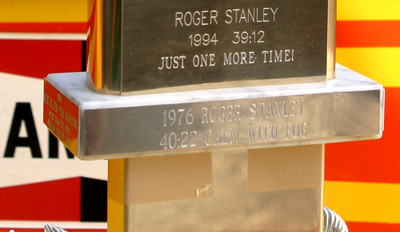 ROGER STANLEY
1994 39:12
JUST ONE MORE TIME!
1976 ROGER STANLEY
40:22 CALM WITH FOG